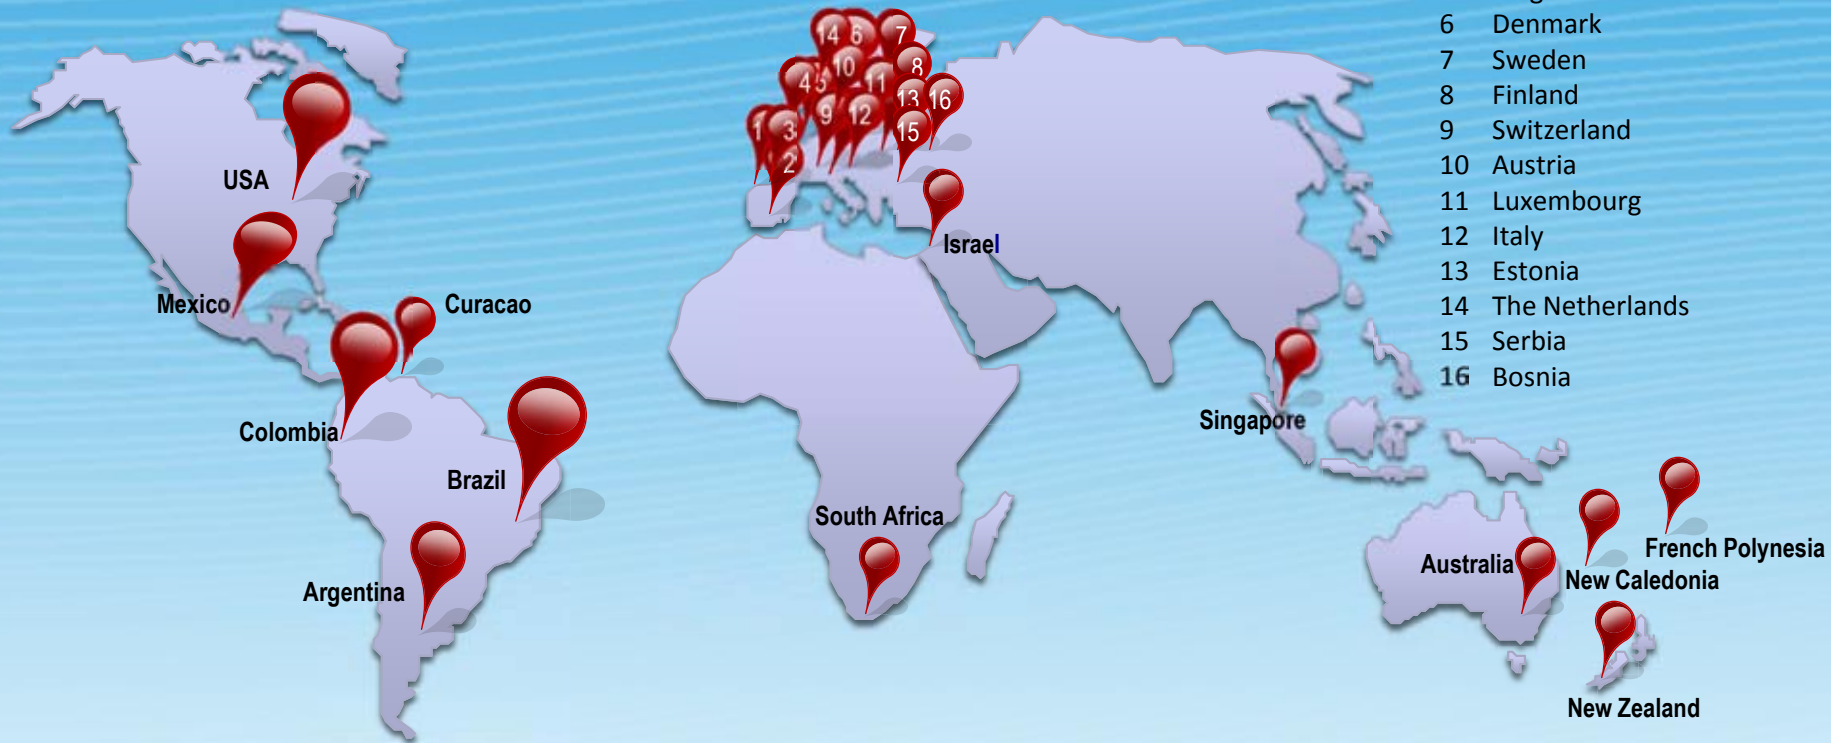 6 Denmark
7 Sweden
8 Finland
9 Switzerland
10 Austria
11 Luxembourg
12 Italy
13 Estonia
14 The Netherlands
15 Serbia
16 Bosnia
14 6 7
10 8
4 5 11
13 16
9 12
1 3 15
2
USA
Israel
Mexico
Curacao
Colombia
Singapore
Brazil
South Africa
French Polynesia
Australia
New Caledonia
Argentina
New Zealand